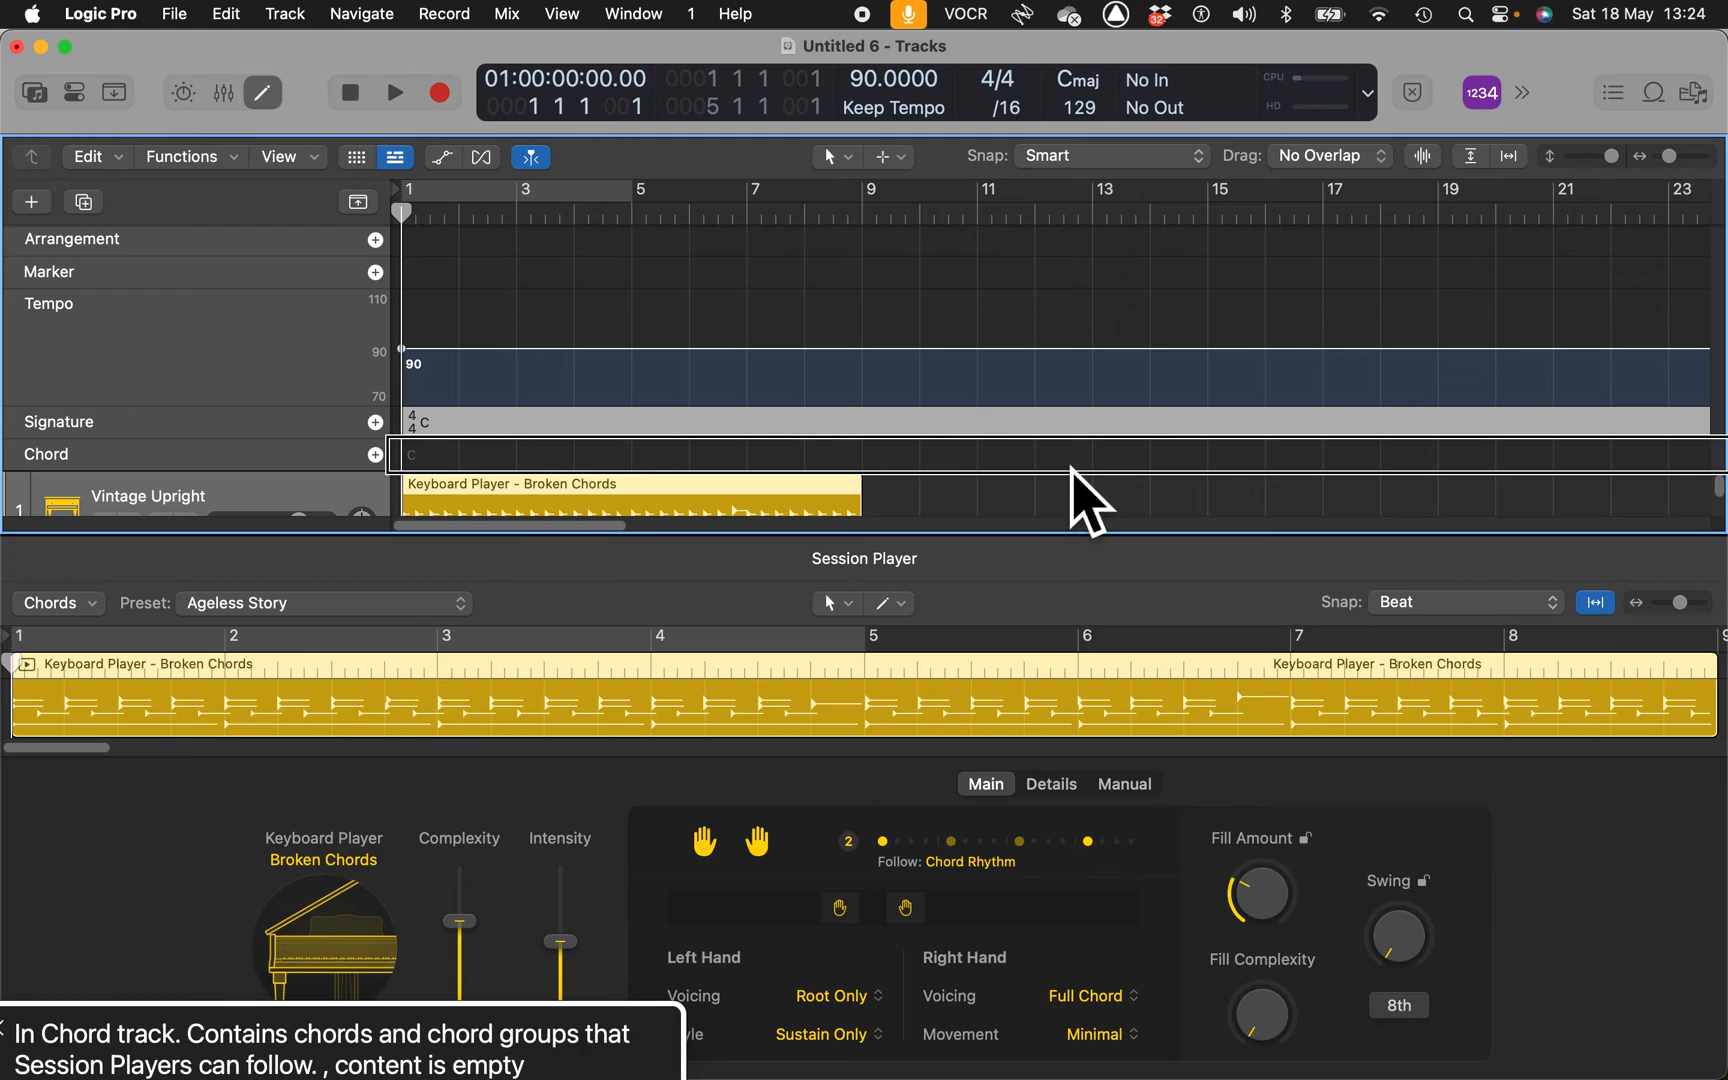 Logic Pro File Edit Track Navigate Record Mix View Window 1 Help VOCR 32 Sat 18 May 13:24
Untitled 6 - Tracks
01:00:00:00.00 0001 1 1 001 90.0000 4/4 Cmaj No In CPU
0001 1 1 001 0005 1 1 001 Keep Tempo /16 129 No Out HD
1234
Edit Functions View Snap: Smart Drag: No Overlap
1 3 5 7 9 11 13 15 17 19 21 23
Arrangement
Marker
Tempo 110
90
90
70
Signature 4 4 C
Chord C
Keyboard Player - Broken Chords
1 Vintage Upright
Session Player
Chords Preset: Ageless Story Snap: Beat
1 2 3 4 5 6 7 8 9
Keyboard Player - Broken Chords Keyboard Player - Broken Chords
Main Details Manual
Keyboard Player Complexity Intensity 2 Fill Amount
Broken Chords Follow: Chord Rhythm
Swing
Left Hand Right Hand Fill Complexity
Voicing Root Only Voicing Full Chord 8th
yle Sustain Only Movement Minimal
In Chord track. Contains chords and chord groups that
Session Players can follow. , content is empty